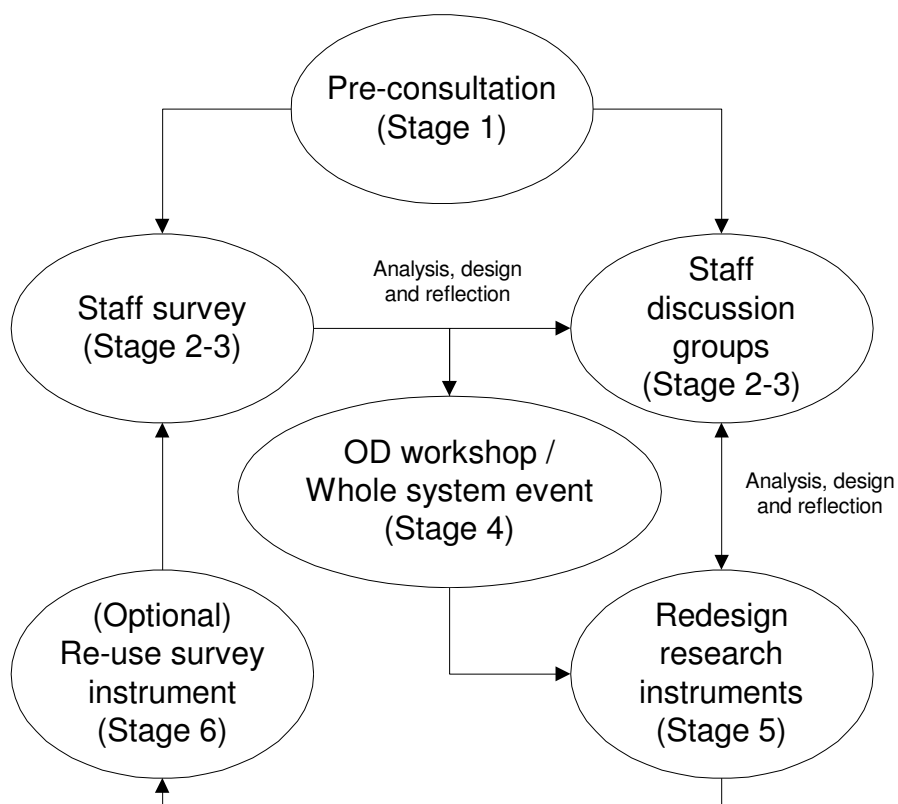 Pre-consultation
(Stage 1)
Staff survey
(Stage 2-3)
Analysis, design
and reflection
Staff
discussion
groups
(Stage 2-3)
OD workshop /
Whole system event
(Stage 4)
Analysis, design
and reflection
(Optional)
Re-use survey
instrument
(Stage 6)
Redesign
research
instruments
(Stage 5)